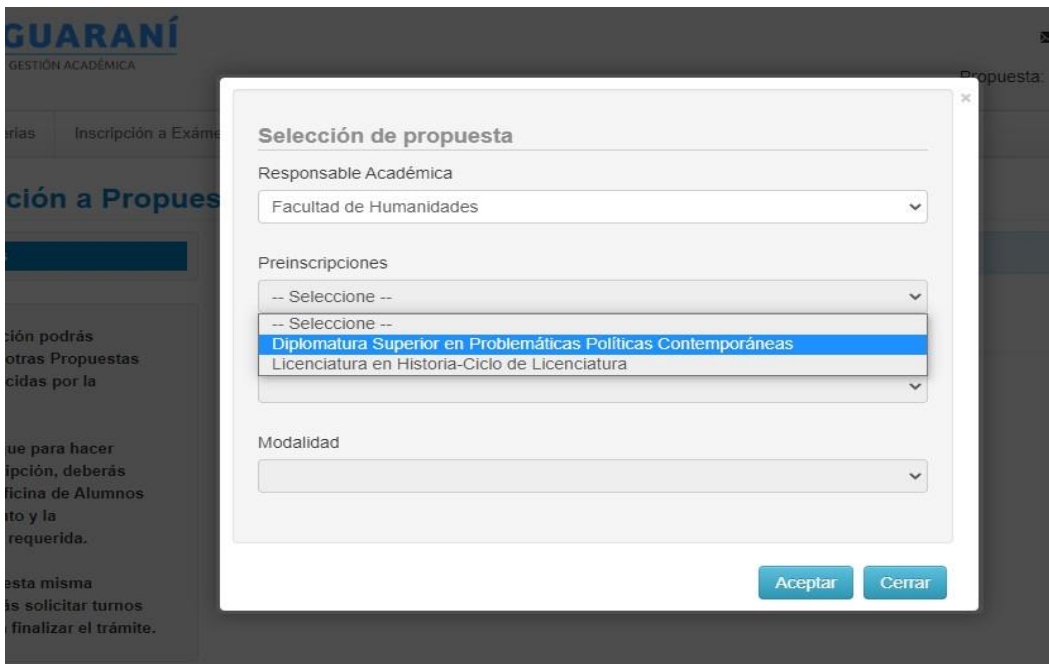 GUARANÍ
GESTIÓN ACADÉMICA
Propuesta:
erias Inscripción a Exáme
ción a Propues
×
Selección de propuesta
Responsable Académica
Facultad de Humanidades
Preinscripciones
-- Seleccione --
-- Seleccione --
Diplomatura Superior en Problemáticas Políticas Contemporáneas
Licenciatura en Historia-Ciclo de Licenciatura
Modalidad
Aceptar Cerrar
ción podrás
otras Propuestas
cidas por la
ue para hacer
ipción, deberás
ficina de Alumnos
nto y la
requerida.
esta misma
ás solicitar turnos
finalizar el trámite.